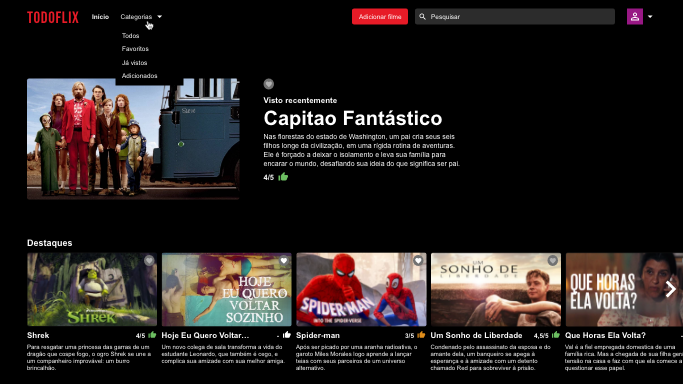 TODOFLIX
Início
Categorias
Adicionar filme
Pesquisar
Todos
Favoritos
Já vistos
Adicionados
Visto recentemente
Capitao Fantástico
Nas florestas do estado de Washington, um pai cria seus seis
filhos longe da civilização, em uma rígida rotina de aventuras.
Ele é forçado a deixar o isolamento e leva sua família para
encarar o mundo, desafiando sua ideia do que significa ser pai.
4/5
Destaques
SHREK
HOJE
EU QUERO
VOLTAR
SOZINHO
SPIDER-MAN
INTO THE SPIDER-VERSE
UM
SONHO DE
LIBERDADE
QUE HORAS
ELA VOLTA?
Shrek
4/5
Para resgatar uma princesa das garras de um
dragão que cospe fogo, o ogro Shrek se une a
um companheiro improvável: um burro
brincalhão.
Hoje Eu Quero Voltar...
-
Um novo colega de sala transforma a vida do
estudante Leonardo, que também é cego, e
complica sua amizade com sua melhor amiga.
Spider-man
3/5
Após ser picado por uma aranha radioativa, o
garoto Miles Morales logo aprende a lançar
teias com seus parceiros de um universo
alternativo.
Um Sonho de Liberdade
4,5/5
Condenado pelo assassinato da esposa e do
amante dela, um banqueiro se apega à
esperança e à amizade com um detento
chamado Red para sobreviver à prisão.
Que Horas Ela Volta?
-
Val é a fiel empregada domestica de uma
família rica. Mas a chegada de sua filha gera
tensão na casa e faz com que ela comece a
questionar esse papel.